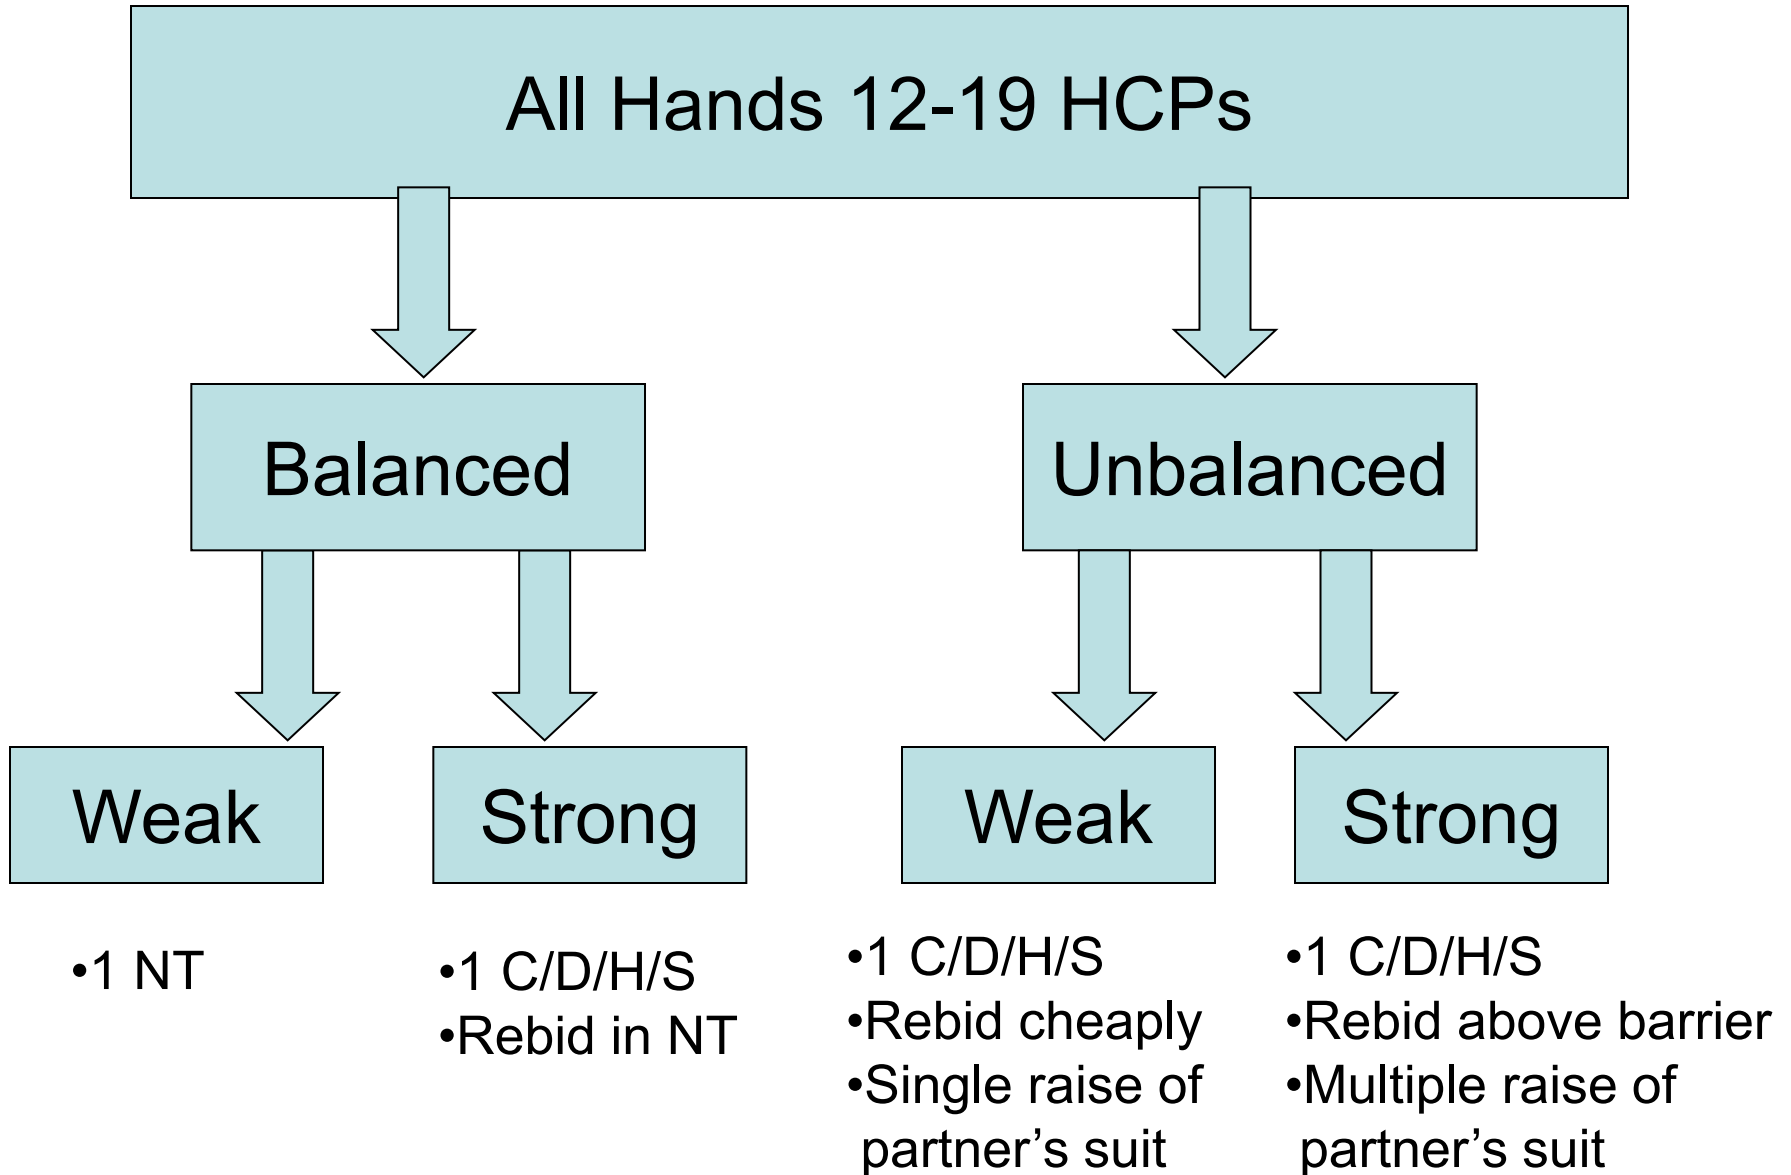 All Hands 12-19 HCPs
Balanced
Unbalanced
Weak
Strong
Weak
Strong
•1 NT
•1 C/D/H/S
•Rebid in NT
•1 C/D/H/S
•Rebid cheaply
•Single raise of
partner’s suit
•1 C/D/H/S
•Rebid above barrier
•Multiple raise of
partner’s suit